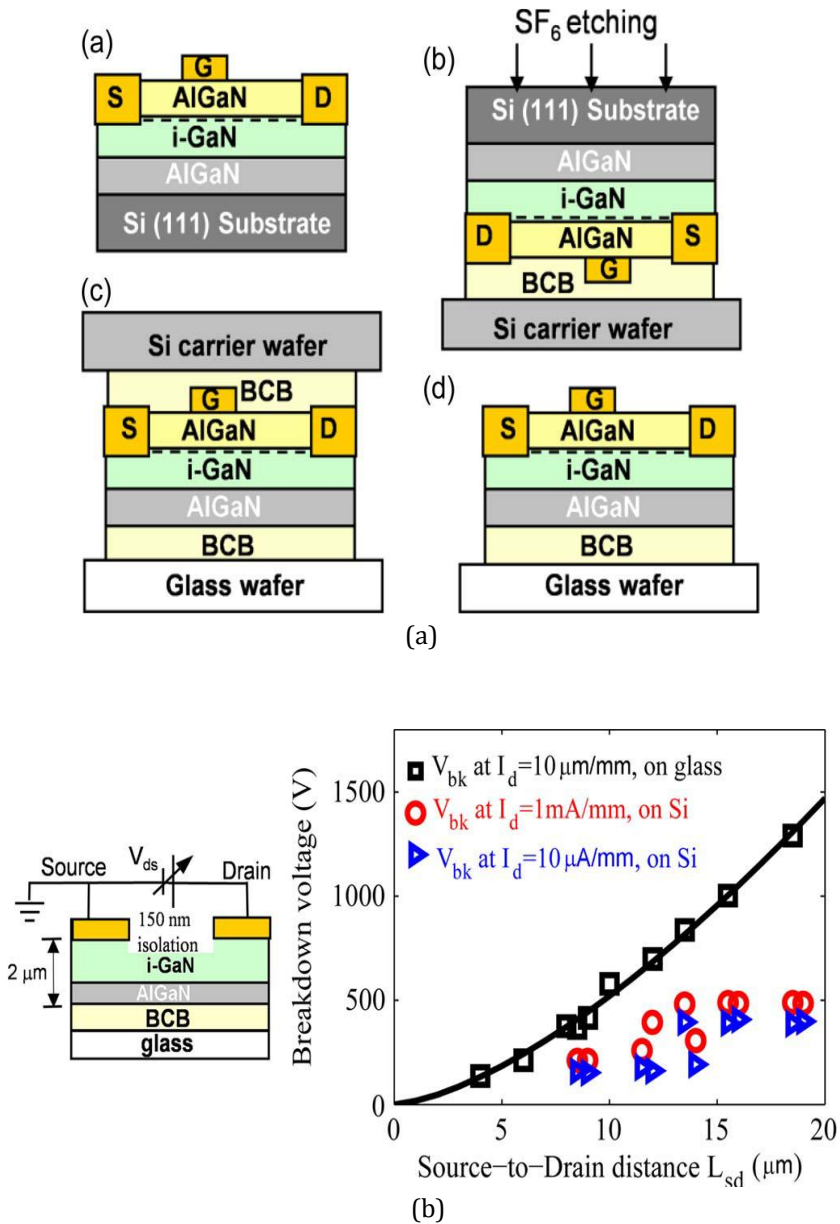 (a)
G
S
AlGaN
D
i-GaN
AlGaN
Si (111) Substrate
SF6 etching
(b)
Si (111) Substrate
AlGaN
i-GaN
D
AlGaN
S
G
BCB
Si carrier wafer
(c)
Si carrier wafer
G
BCB
S
AlGaN
D
i-GaN
AlGaN
BCB
Glass wafer
(d)
G
S
AlGaN
D
i-GaN
AlGaN
BCB
Glass wafer
(a)
Vds
Source
Drain
150 nm
isolation
2 μm
i-GaN
AlGaN
BCB
glass
Breakdown voltage (V)
1500
1000
500
0
Vbk at Id=10 μm/mm, on glass
Vbk at Id=1mA/mm, on Si
Vbk at Id=10 μA/mm, on Si
0 5 10 15 20
Source-to-Drain distance Lsd (μm)
(b)